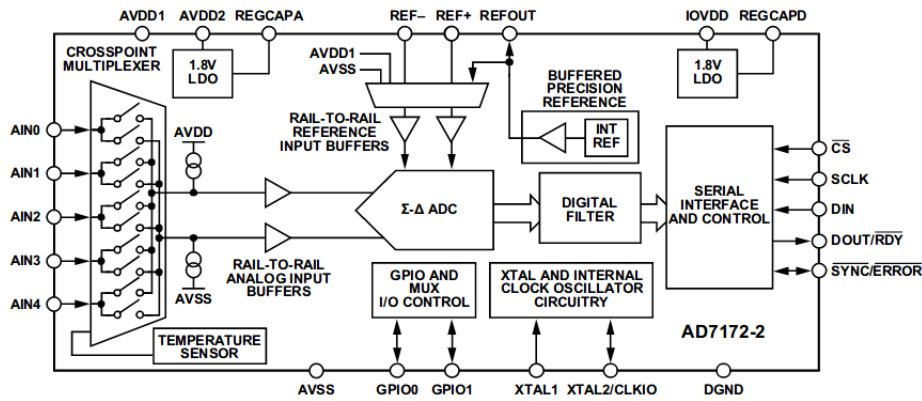 AVDD1
AVDD2
REGCAPA
REF–
REF+
REFOUT
IOVDD
REGCAPD
CROSSPOINT
MULTIPLEXER
1.8V
LDO
AVDD1
AVSS
BUFFERED
PRECISION
REFERENCE
INT
REF
1.8V
LDO
RAIL-TO-RAIL
REFERENCE
INPUT BUFFERS
AIN0
AIN1
AIN2
AIN3
AIN4
AVDD
AVSS
RAIL-TO-RAIL
ANALOG INPUT
BUFFERS
Σ-Δ ADC
DIGITAL
FILTER
SERIAL
INTERFACE
AND CONTROL
CS
SCLK
DIN
DOUT/RDY
SYNC/ERROR
GPIO AND
MUX
I/O CONTROL
XTAL AND INTERNAL
CLOCK OSCILLATOR
CIRCUITRY
TEMPERATURE
SENSOR
AD7172-2
AVSS
GPIO0
GPIO1
XTAL1
XTAL2/CLKIO
DGND